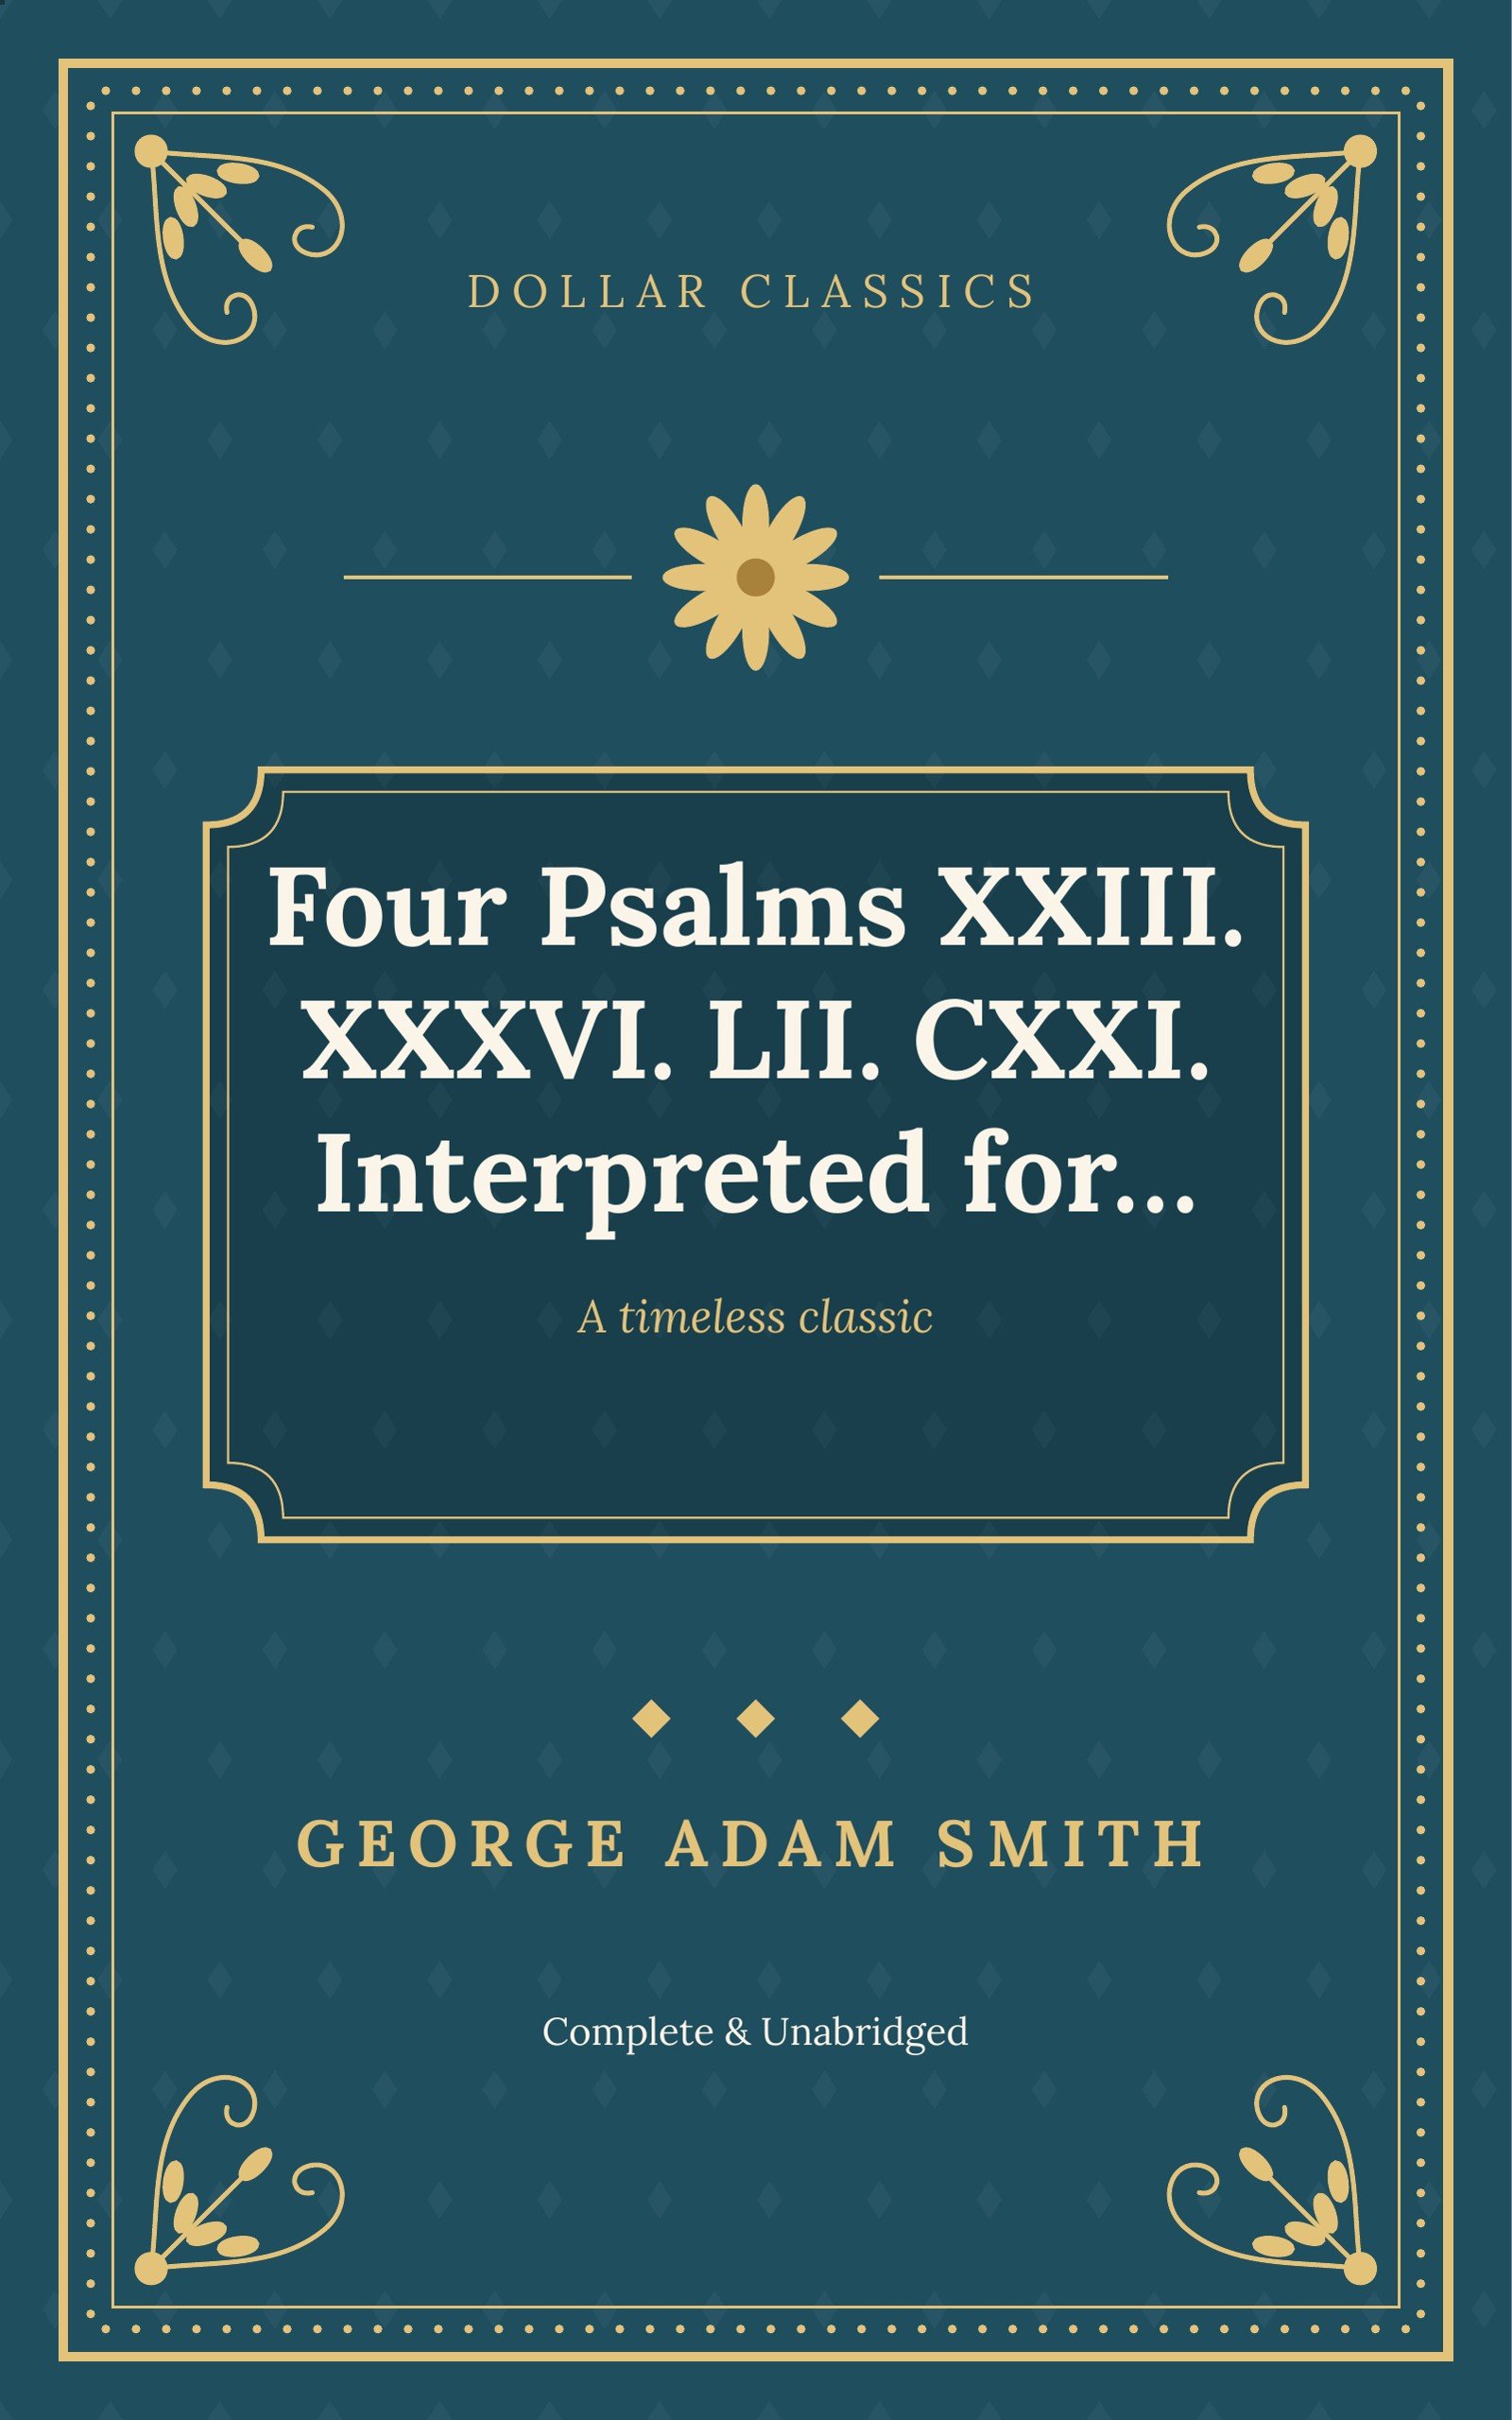 DOLLAR CLASSICS
Four Psalms XXIII.
XXXVI. LII. CXXI.
Interpreted for...
A timeless classic
GEORGE ADAM SMITH
Complete & Unabridged